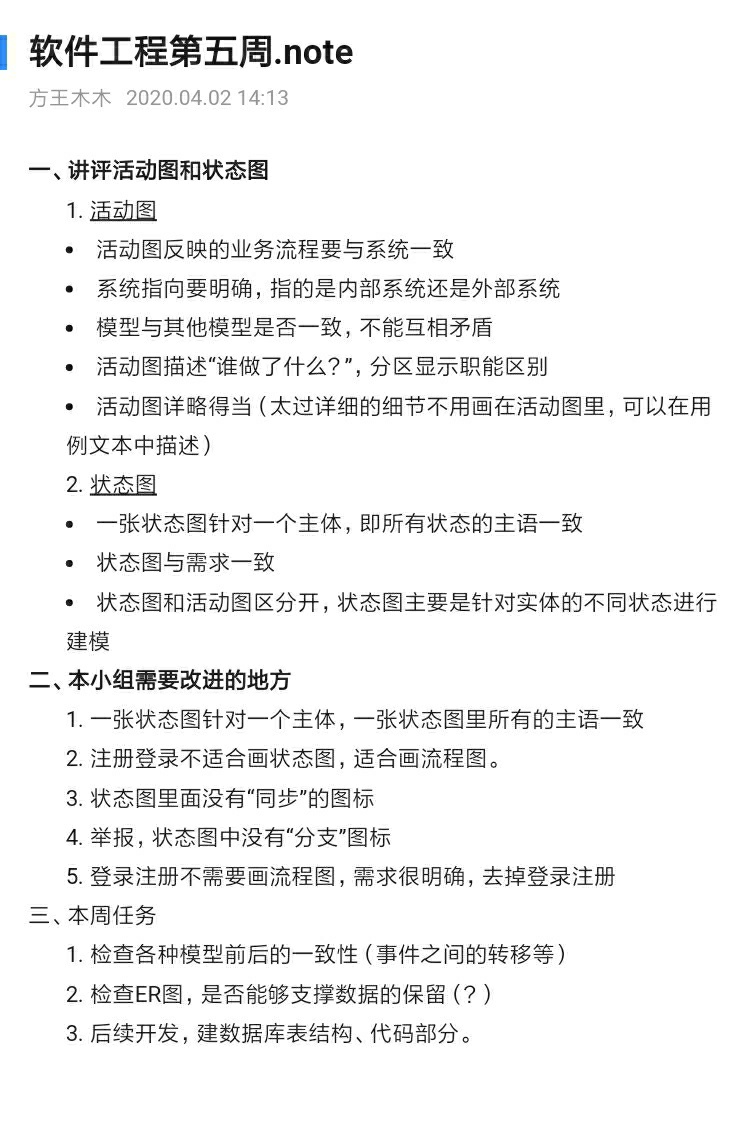 软件工程第五周.note
方王木木 2020.04.02 14:13
一、讲评活动图和状态图
1. 活动图
• 活动图反映的业务流程要与系统一致
• 系统指向要明确，指的是内部系统还是外部系统
• 模型与其他模型是否一致，不能互相矛盾
• 活动图描述“谁做了什么？”，分区显示职能区别
• 活动图详略得当（太过详细的细节不用画在活动图里，可以在用
例文本中描述）
2. 状态图
• 一张状态图针对一个主体，即所有状态的主语一致
• 状态图与需求一致
• 状态图和活动图区分开，状态图主要是针对实体的不同状态进行
建模
二、本小组需要改进的地方
1. 一张状态图针对一个主体，一张状态图里所有的主语一致
2. 注册登录不适合画状态图，适合画流程图。
3. 状态图里面没有“同步”的图标
4. 举报，状态图中没有“分支”图标
5. 登录注册不需要画流程图，需求很明确，去掉登录注册
三、本周任务
1. 检查各种模型前后的一致性（事件之间的转移等）
2. 检查ER图，是否能够支撑数据的保留（？）
3. 后续开发，建数据库表结构、代码部分。